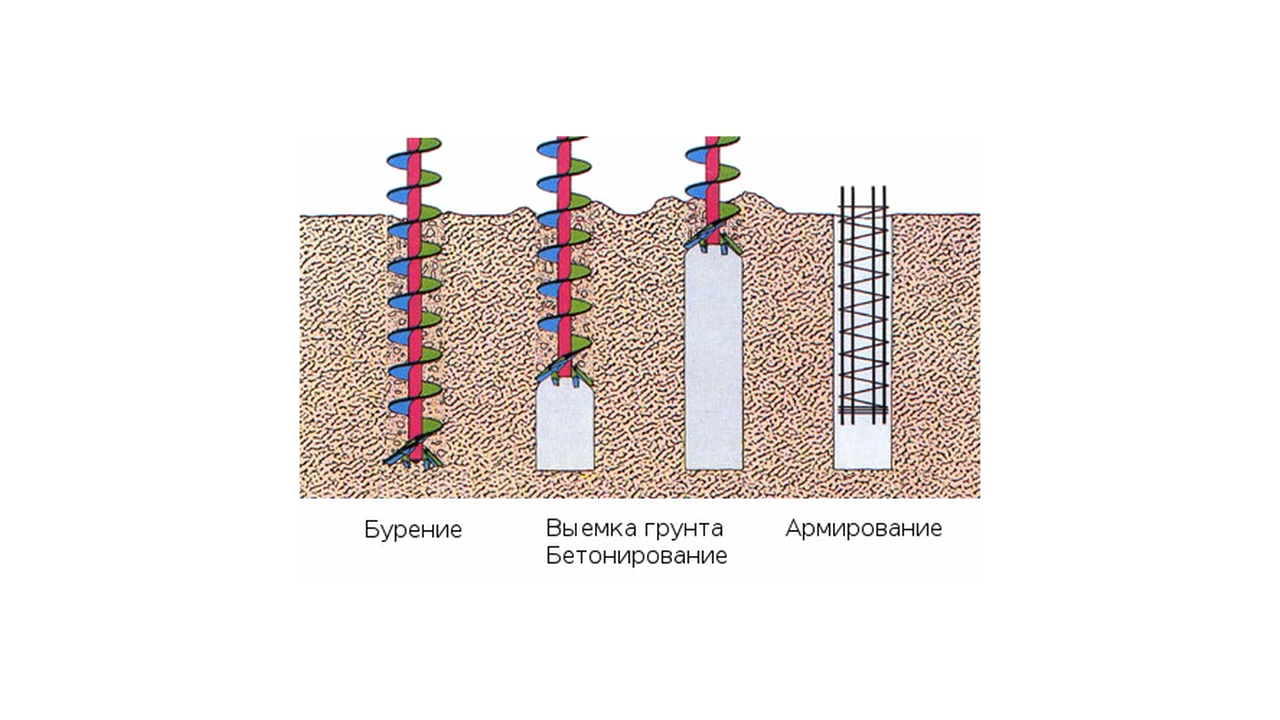 Бурение
Выемка грунта
Бетонирование
Армирование